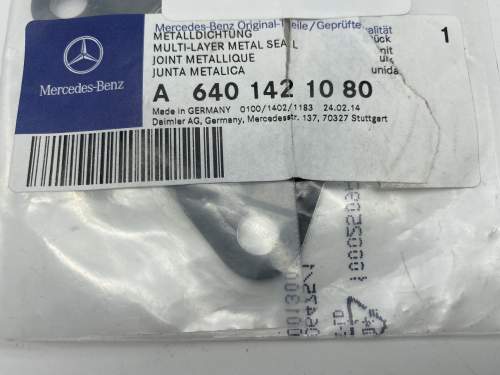 Mercedes-Benz Original-Teile/Geprüfte Qualität
METALLDICHTUNG
MULTI-LAYER METAL SEAL
JOINT METALLIQUE
JUNTA METALICA
1
Mercedes-Benz
A 640 142 10 80
Made in GERMANY 0100/1402/1183 24.02.14
Daimler AG, Germany, Mercedesstr. 137, 70327 Stuttgart